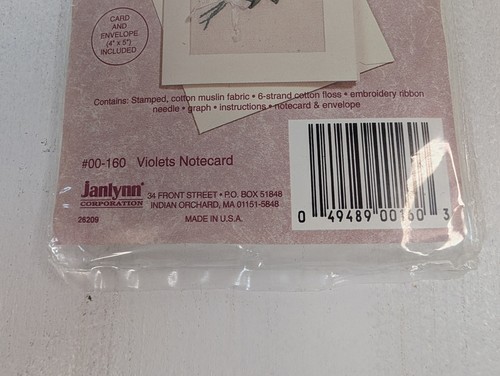 CARD
AND
ENVELOPE
(4" x 5")
INCLUDED
Contains: Stamped, cotton muslin fabric • 6-strand cotton floss • embroidery ribbon
needle • graph • instructions • notecard & envelope
#00-160 Violets Notecard
Janlynn®
CORPORATION
34 FRONT STREET • P.O. BOX 51848
INDIAN ORCHARD, MA 01151-5848
26209
MADE IN U.S.A.
0 49489 00160 3